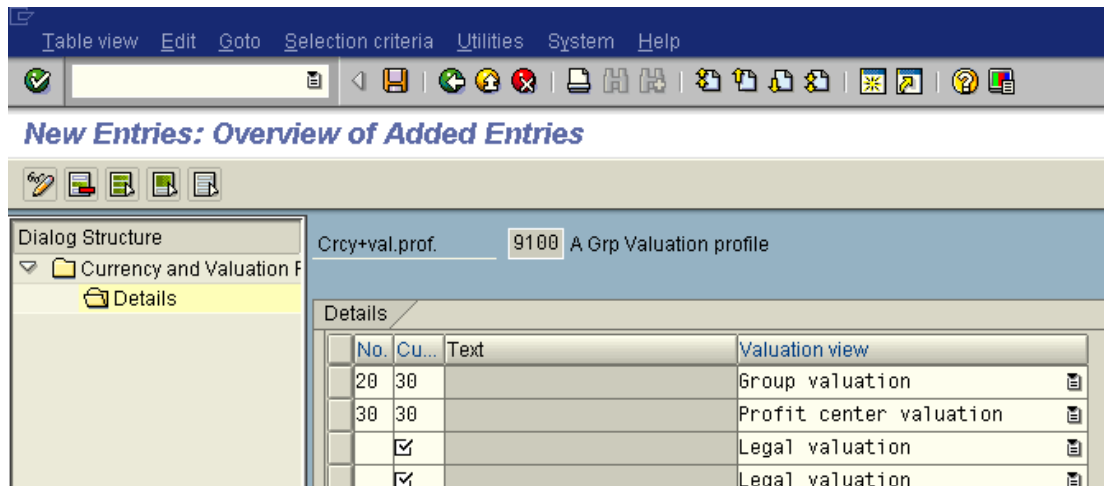 Table view Edit Goto Selection criteria Utilities System Help
New Entries: Overview of Added Entries
Dialog Structure
Currency and Valuation F
Details
Crcy+val.prof. 9100 A Grp Valuation profile
Details
No. Cu... Text Valuation view
20 30 Group valuation
30 30 Profit center valuation
Legal valuation
Legal valuation